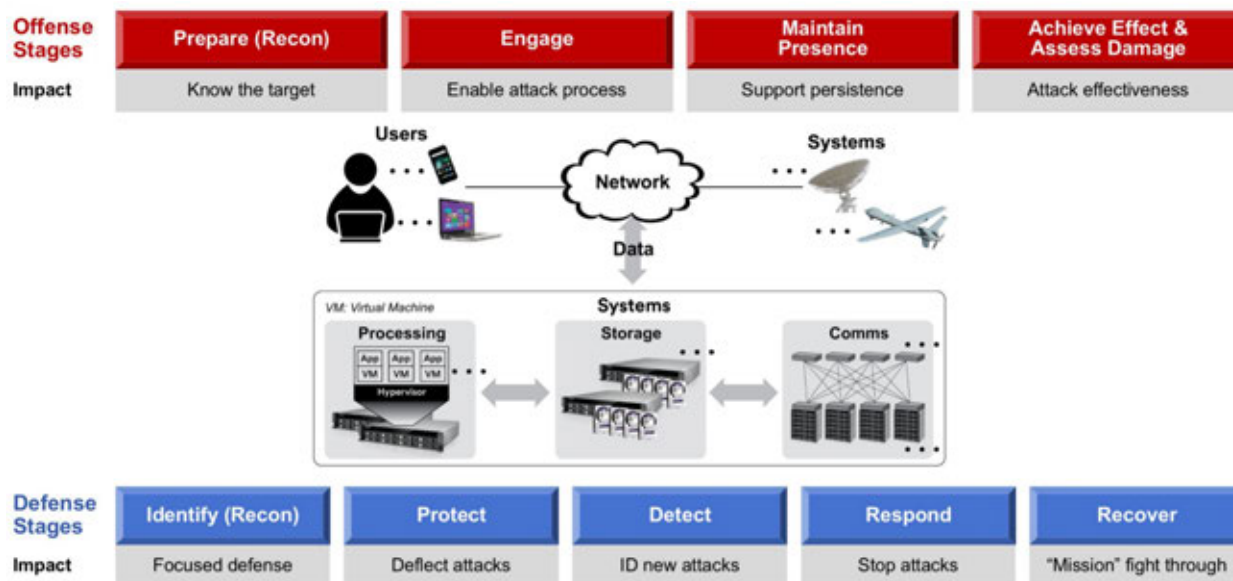 Offense Stages
Prepare (Recon)
Engage
Maintain Presence
Achieve Effect & Assess Damage
Impact
Know the target
Enable attack process
Support persistence
Attack effectiveness
Users
Network
Systems
Data
VM: Virtual Machine
Systems
Processing
Storage
Comms
App App App
VM VM VM
Hypervisor
Defense Stages
Identify (Recon)
Protect
Detect
Respond
Recover
Impact
Focused defense
Deflect attacks
ID new attacks
Stop attacks
“Mission” fight through